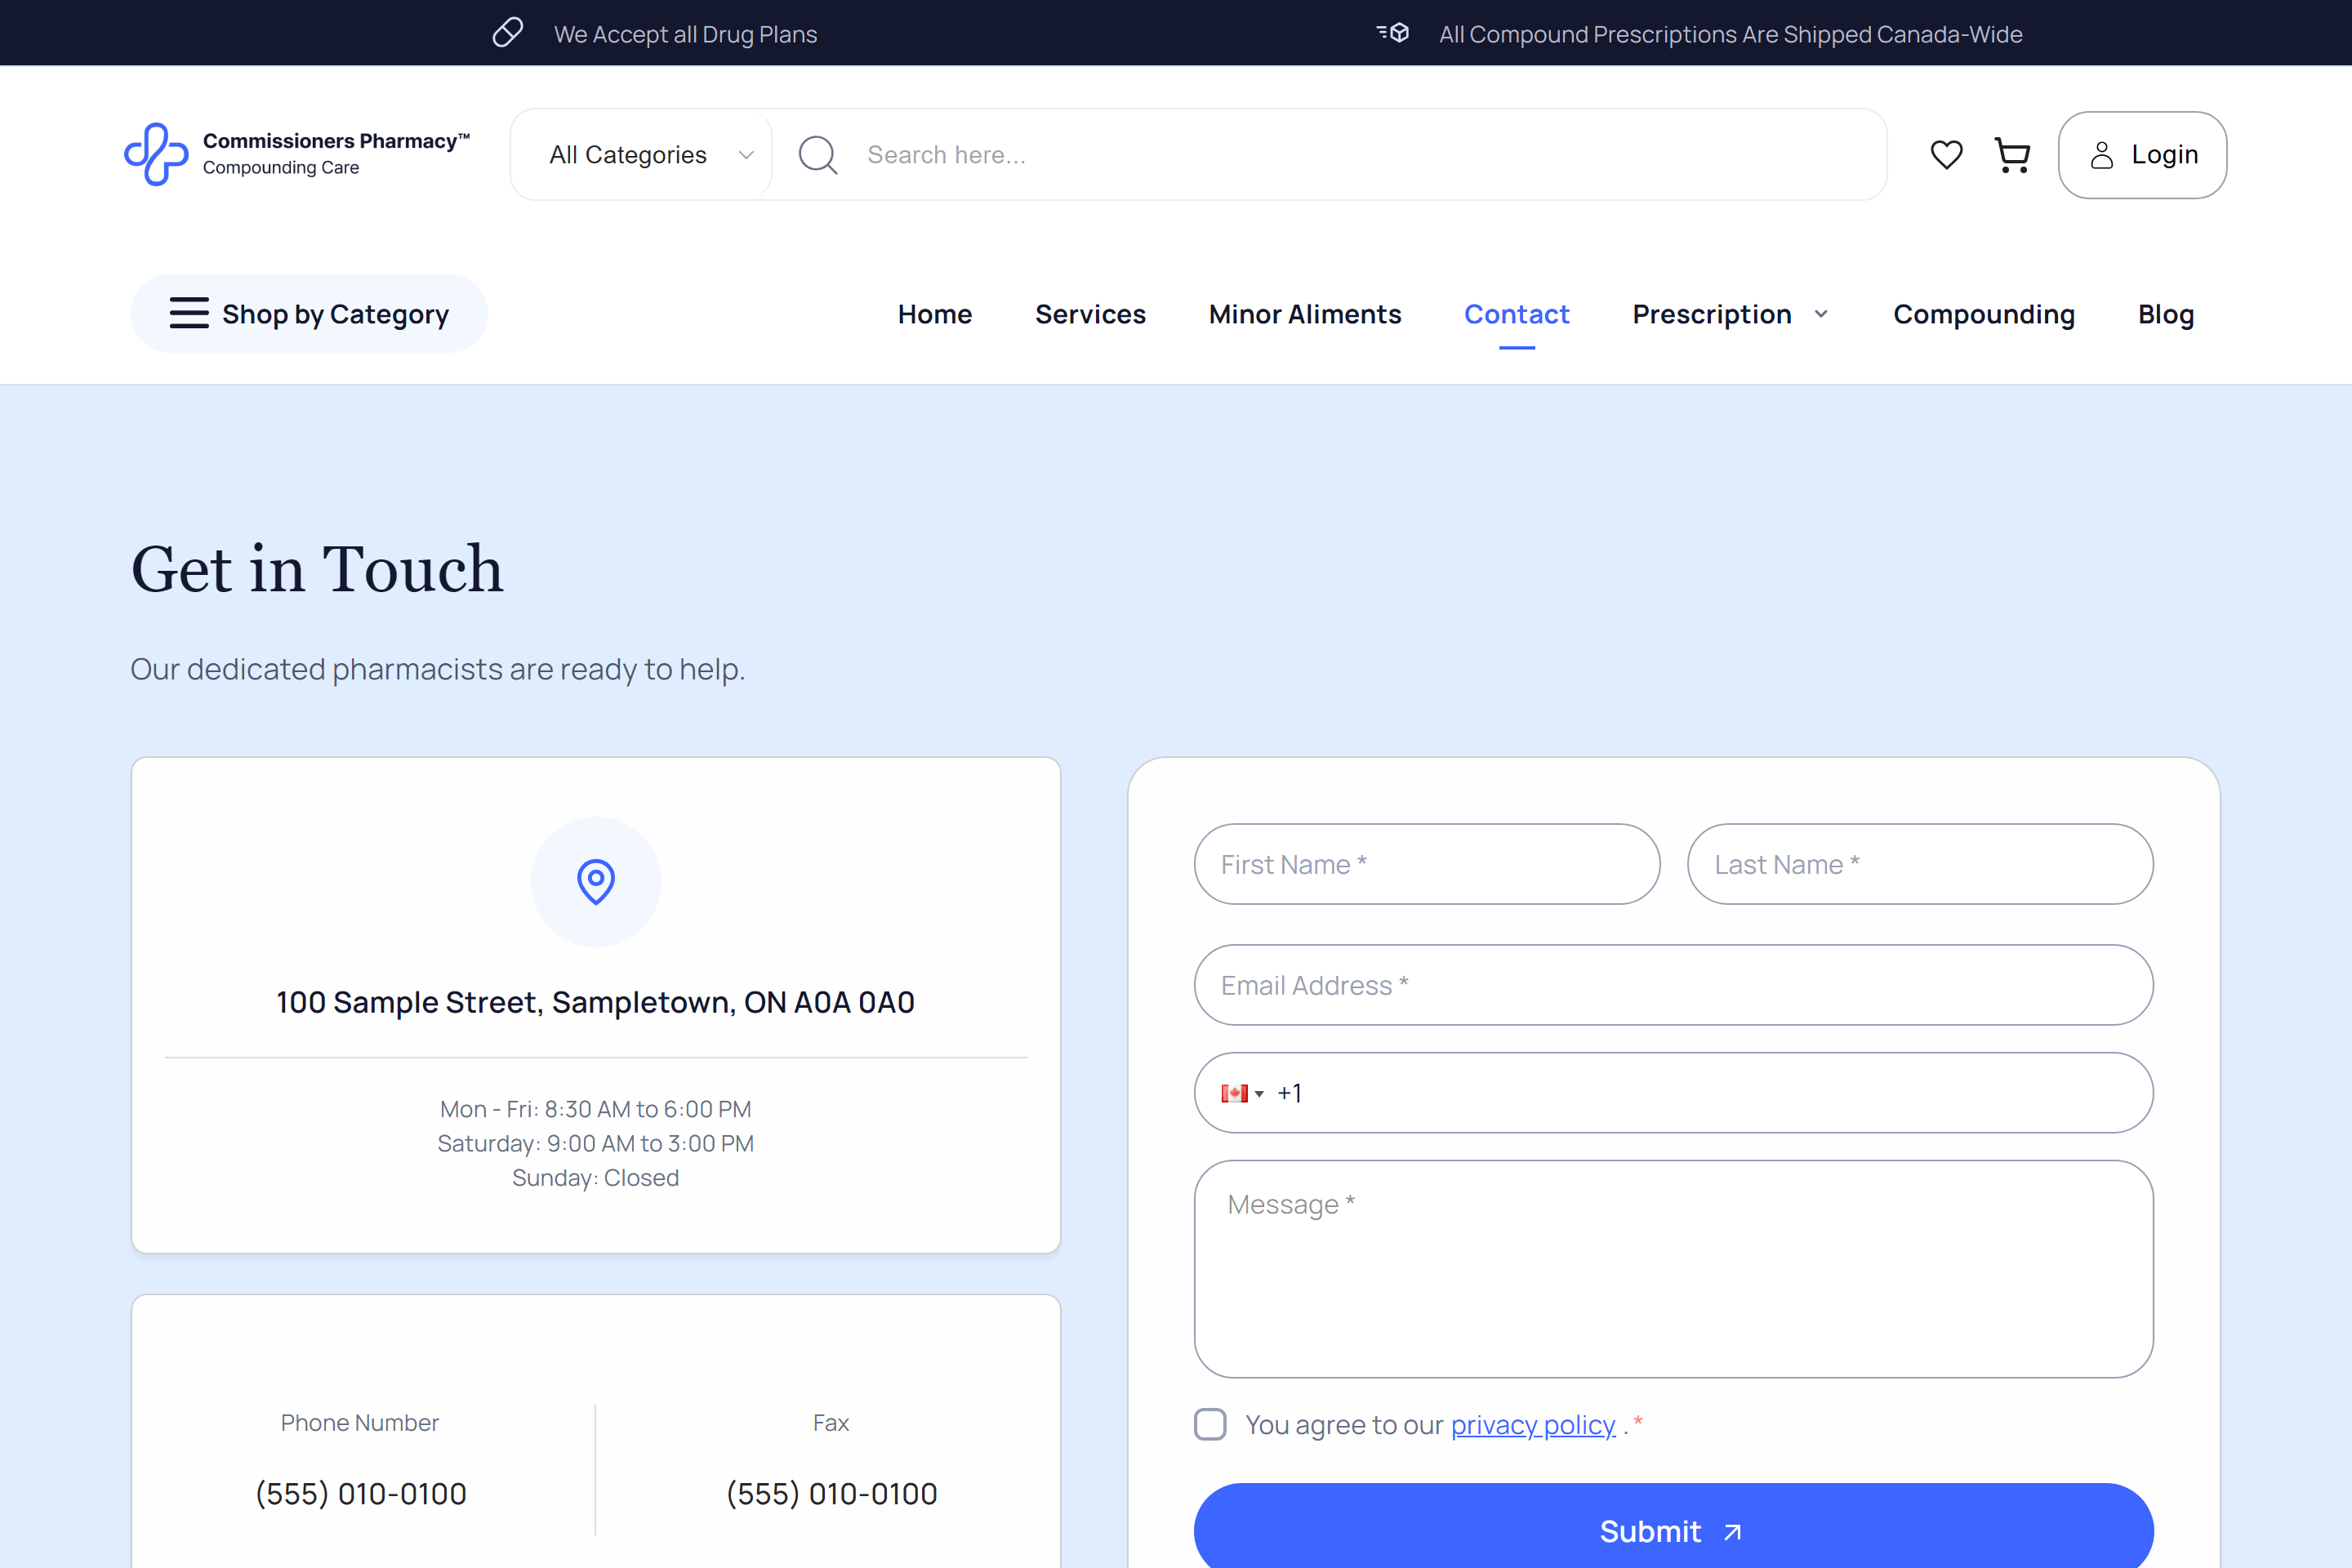 We Accept all Drug Plans
All Compound Prescriptions Are Shipped Canada-Wide
Commissioners Pharmacy™
Compounding Care
All Categories
Search here...
Login
Shop by Category
Home
Services
Minor Aliments
Contact
Prescription
Compounding
Blog
Get in Touch
Our dedicated pharmacists are ready to help.
100 Sample Street, Sampletown, ON A0A 0A0
Mon - Fri: 8:30 AM to 6:00 PM
Saturday: 9:00 AM to 3:00 PM
Sunday: Closed
Phone Number
(555) 010-0100
Fax
(555) 010-0100
First Name *
Last Name *
Email Address *
+1
Message *
You agree to our privacy policy . *
Submit